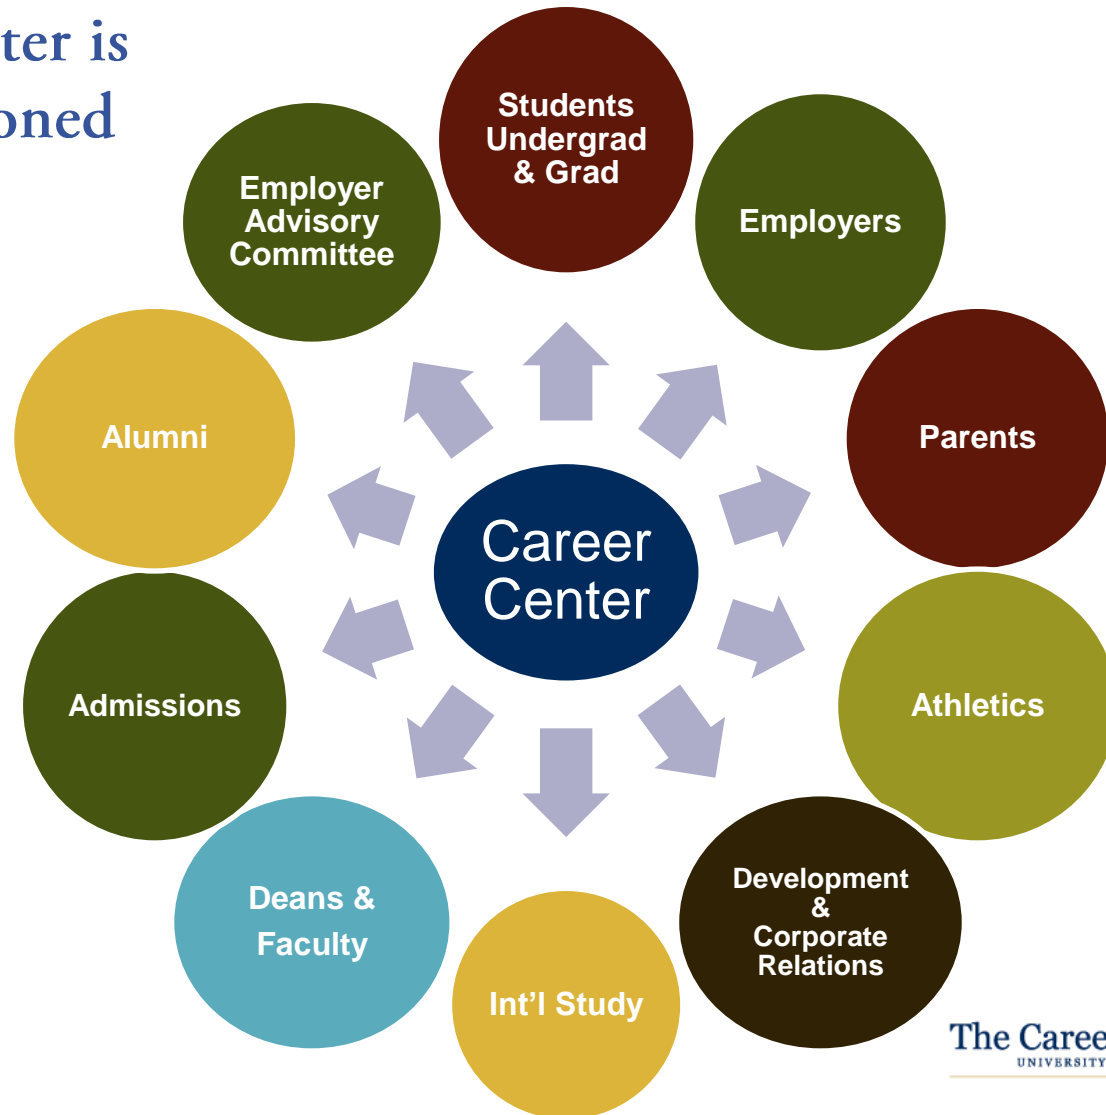 ter is
oned
Students
Undergrad
& Grad
Employers
Parents
Athletics
Development
&
Corporate
Relations
Int’l Study
Deans &
Faculty
Admissions
Alumni
Employer
Advisory
Committee
Career
Center
The Caree
UNIVERSITY